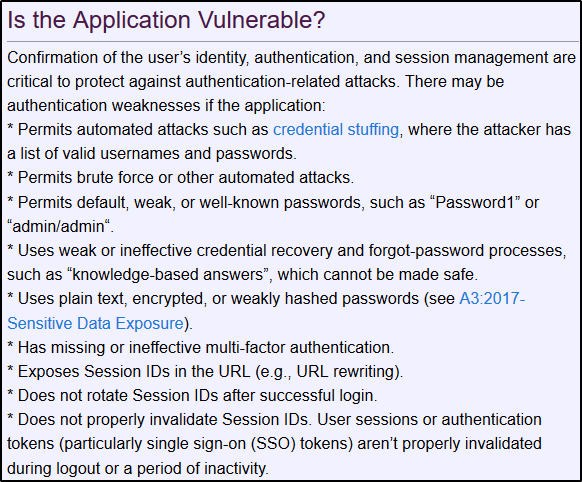 Is the Application Vulnerable?
Confirmation of the user’s identity, authentication, and session management are
critical to protect against authentication-related attacks. There may be
authentication weaknesses if the application:
* Permits automated attacks such as credential stuffing, where the attacker has
a list of valid usernames and passwords.
* Permits brute force or other automated attacks.
* Permits default, weak, or well-known passwords, such as “Password1” or
“admin/admin“.
* Uses weak or ineffective credential recovery and forgot-password processes,
such as “knowledge-based answers”, which cannot be made safe.
* Uses plain text, encrypted, or weakly hashed passwords (see A3:2017-
Sensitive Data Exposure).
* Has missing or ineffective multi-factor authentication.
* Exposes Session IDs in the URL (e.g., URL rewriting).
* Does not rotate Session IDs after successful login.
* Does not properly invalidate Session IDs. User sessions or authentication
tokens (particularly single sign-on (SSO) tokens) aren’t properly invalidated
during logout or a period of inactivity.